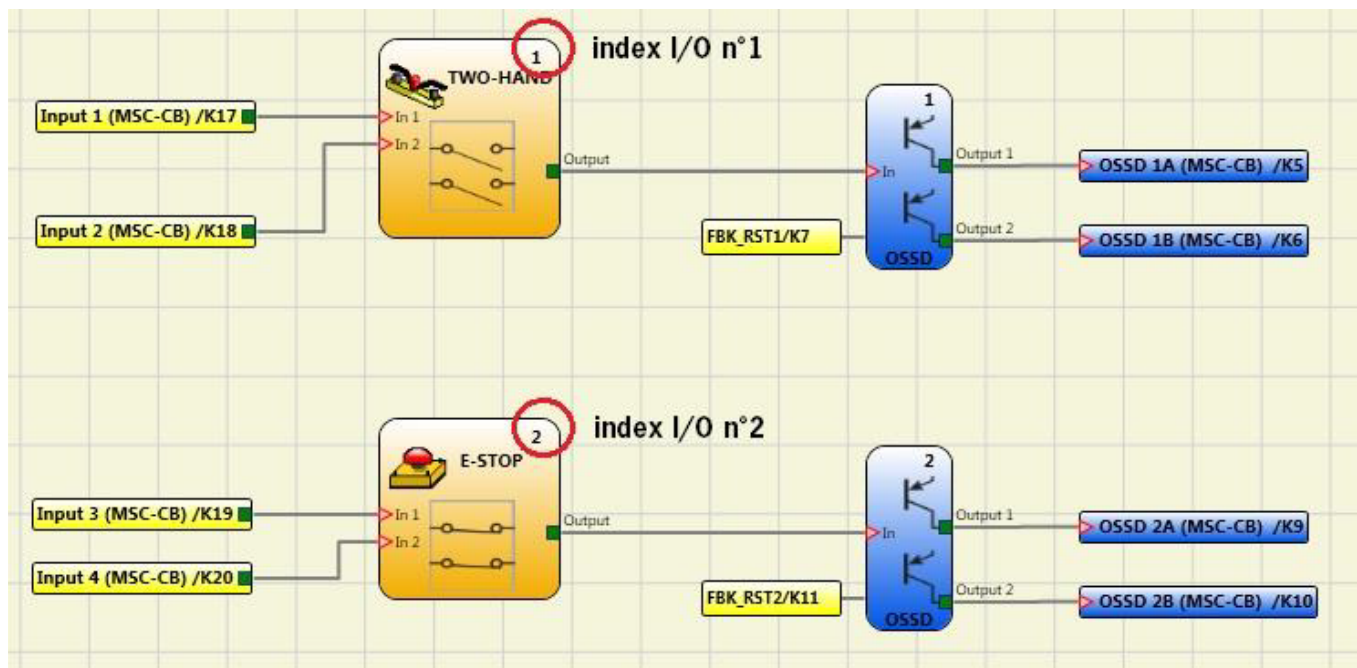 1
index I/O n°1
TWO-HAND
1
Input 1 (MSC-CB) /K17
In 1
In 2
Output
Output 1
OSSD 1A (MSC-CB) /K5
In
Input 2 (MSC-CB) /K18
FBK_RST1/K7
Output 2
OSSD 1B (MSC-CB) /K6
OSSD
2
index I/O n°2
E-STOP
2
Input 3 (MSC-CB) /K19
In 1
Output
Output 1
OSSD 2A (MSC-CB) /K9
In 2
In
Input 4 (MSC-CB) /K20
FBK_RST2/K11
Output 2
OSSD 2B (MSC-CB) /K10
OSSD